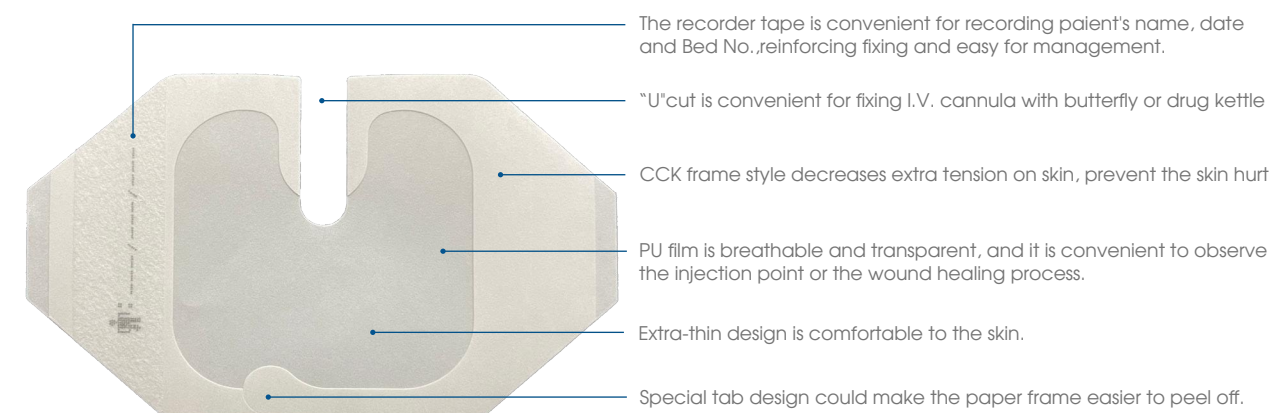 The recorder tape is convenient for recording paient's name, date
and Bed No.,reinforcing fixing and easy for management.
“U"cut is convenient for fixing I.V. cannula with butterfly or drug kettle
CCK frame style decreases extra tension on skin, prevent the skin hurt
PU film is breathable and transparent, and it is convenient to observe
the injection point or the wound healing process.
Extra-thin design is comfortable to the skin.
Special tab design could make the paper frame easier to peel off.